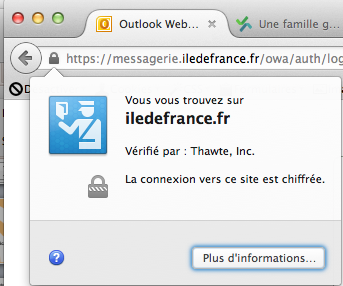 Outlook Web...
Une famille g...
https://messagerie.iledefrance.fr/owa/auth/log
Vous vous trouvez sur
iledefrance.fr
Vérifié par : Thawte, Inc.
La connexion vers ce site est chiffrée.
?
Plus d'informations...